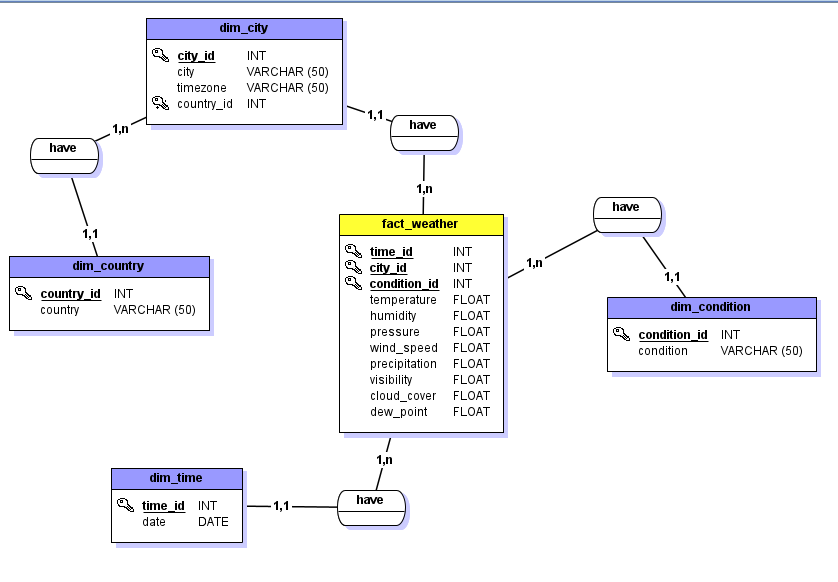 dim_city
city_id INT
city VARCHAR (50)
timezone VARCHAR (50)
country_id INT
1,n
1,1
have
have
1,n
1,1
have
fact_weather
time_id INT
city_id INT
condition_id INT
temperature FLOAT
humidity FLOAT
pressure FLOAT
wind_speed FLOAT
precipitation FLOAT
visibility FLOAT
cloud_cover FLOAT
dew_point FLOAT
1,n
1,1
dim_country
country_id INT
country VARCHAR (50)
dim_condition
condition_id INT
condition VARCHAR (50)
1,n
dim_time
time_id INT
date DATE
1,1
have